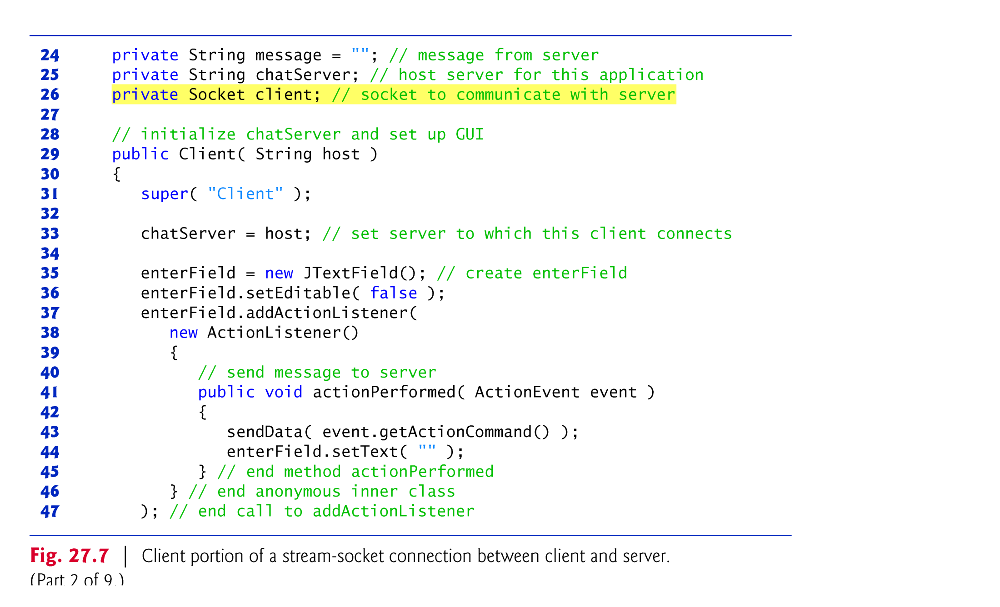 24 private String message = ""; // message from server
25 private String chatServer; // host server for this application
26 private Socket client; // socket to communicate with server
27
28 // initialize chatServer and set up GUI
29 public Client( String host )
30 {
31 super( "Client" );
32
33 chatServer = host; // set server to which this client connects
34
35 enterField = new JTextField(); // create enterField
36 enterField.setEditable( false );
37 enterField.addActionListener(
38 new ActionListener()
39 {
40 // send message to server
41 public void actionPerformed( ActionEvent event )
42 {
43 sendData( event.getActionCommand() );
44 enterField.setText( "" );
45 } // end method actionPerformed
46 } // end anonymous inner class
47 ); // end call to addActionListener
Fig. 27.7 | Client portion of a stream-socket connection between client and server.
(Part 2 of 9.)